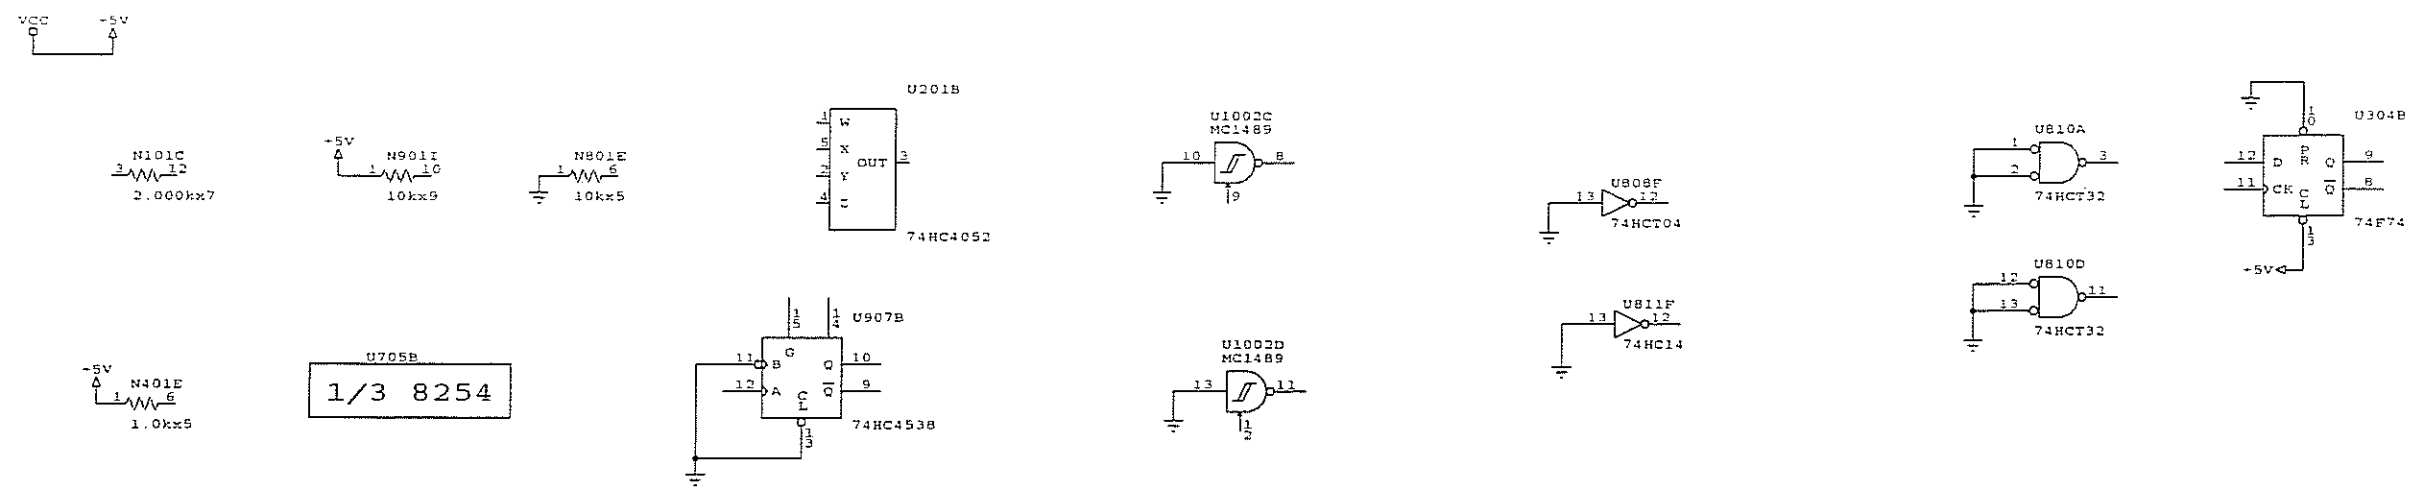 VCC +5V
N101C
3 12
2.000kx7
+5V
N901I
1 10
10kx9
N801E
1 6
10kx5
U201B
1 W
5 X
2 Y
4 Z
OUT 3
74HC4052
U1002C
MC1489
10 8
9
U808F
13 12
74HCT04
U810A
1 3
2
74HCT32
10
U304B
12 D PR Q 9
11 CK CL Q 8
74F74
13
+5V
+5V
N401E
1 6
1.0kx5
U705B
1/3 8254
15 14
U907B
11 B G Q 10
12 A CL Q 9
74HC4538
13
U1002D
MC1489
13 11
12
U811F
13 12
74HC14
U810D
12 11
13
74HCT32